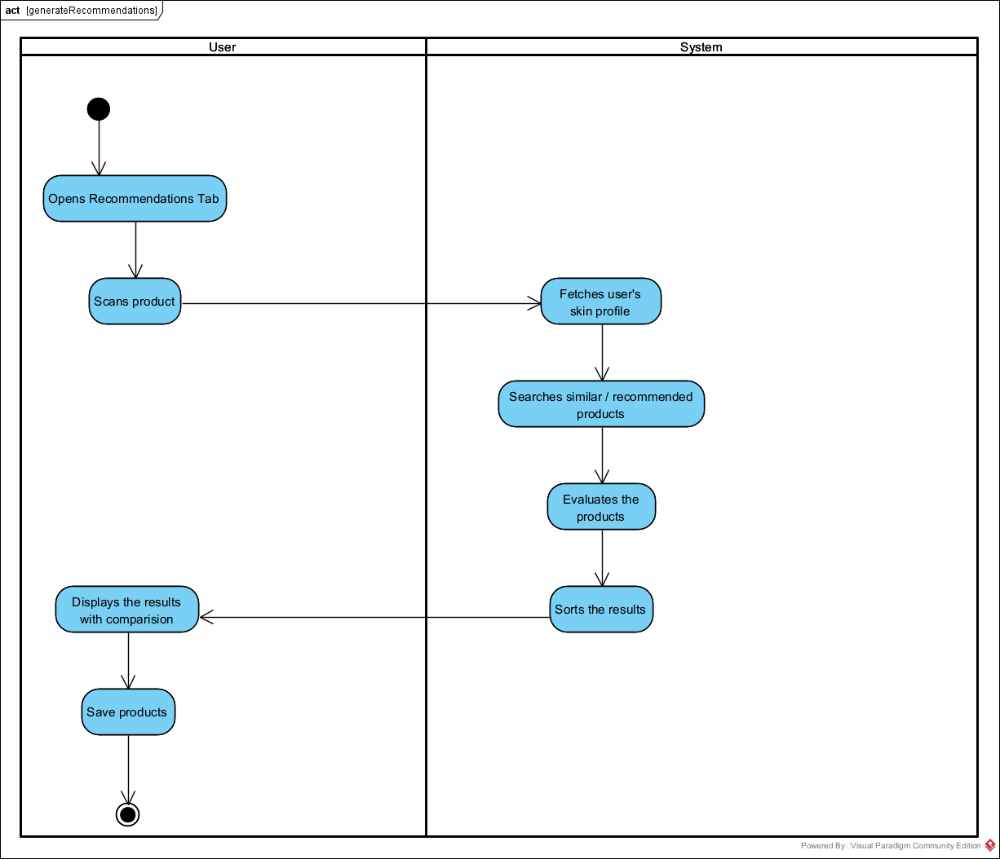 act [generateRecommendations]
User
System
Opens Recommendations Tab
Scans product
Fetches user's
skin profile
Searches similar / recommended
products
Evaluates the
products
Sorts the results
Displays the results
with comparision
Save products
Powered By Visual Paradigm Community Edition